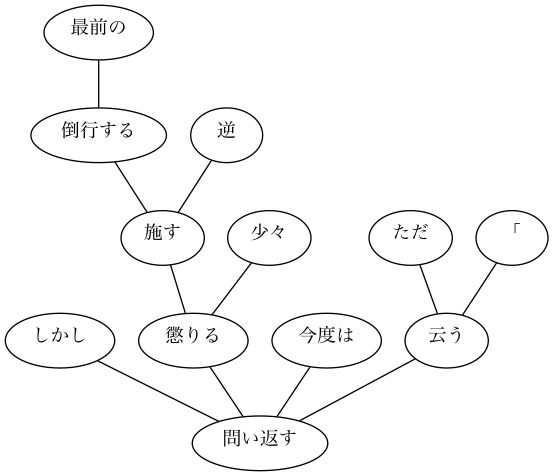 最前の
倒行する
逆
施す
少々
ただ
「
しかし
懲りる
今度は
云う
問い返す